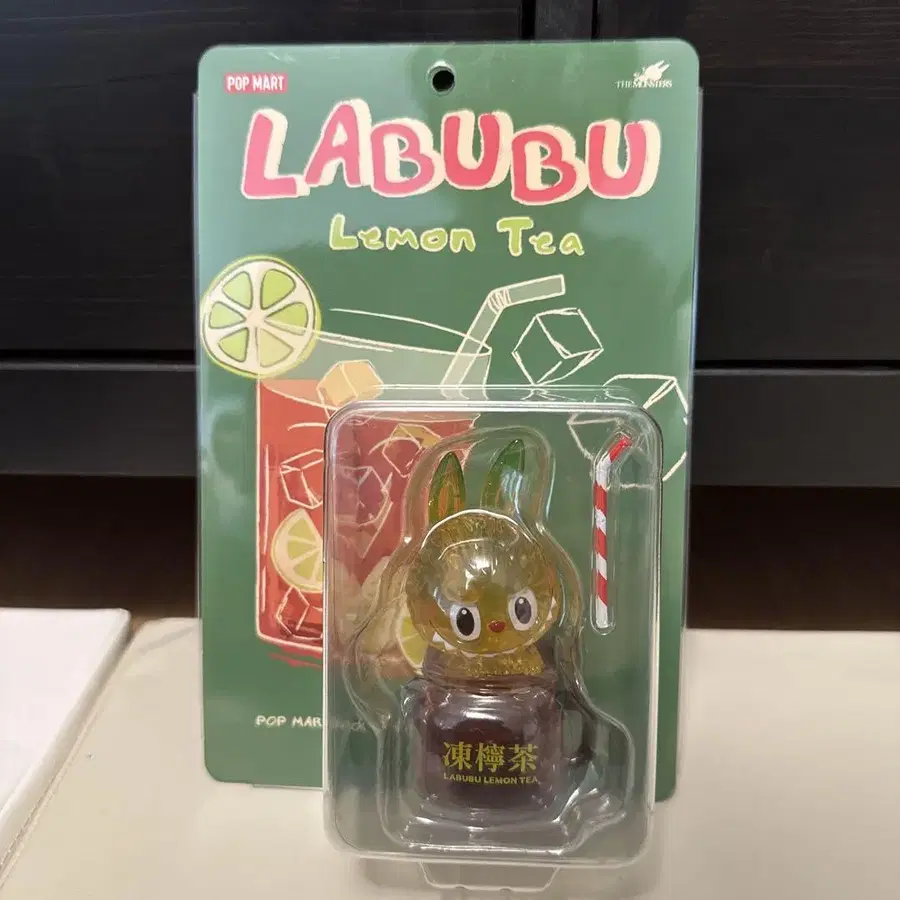 POP MART
THE MONSTERS
LABUBU
Lemon Tea
POP MAR
凍檸茶
LABUBU LEMON TEA